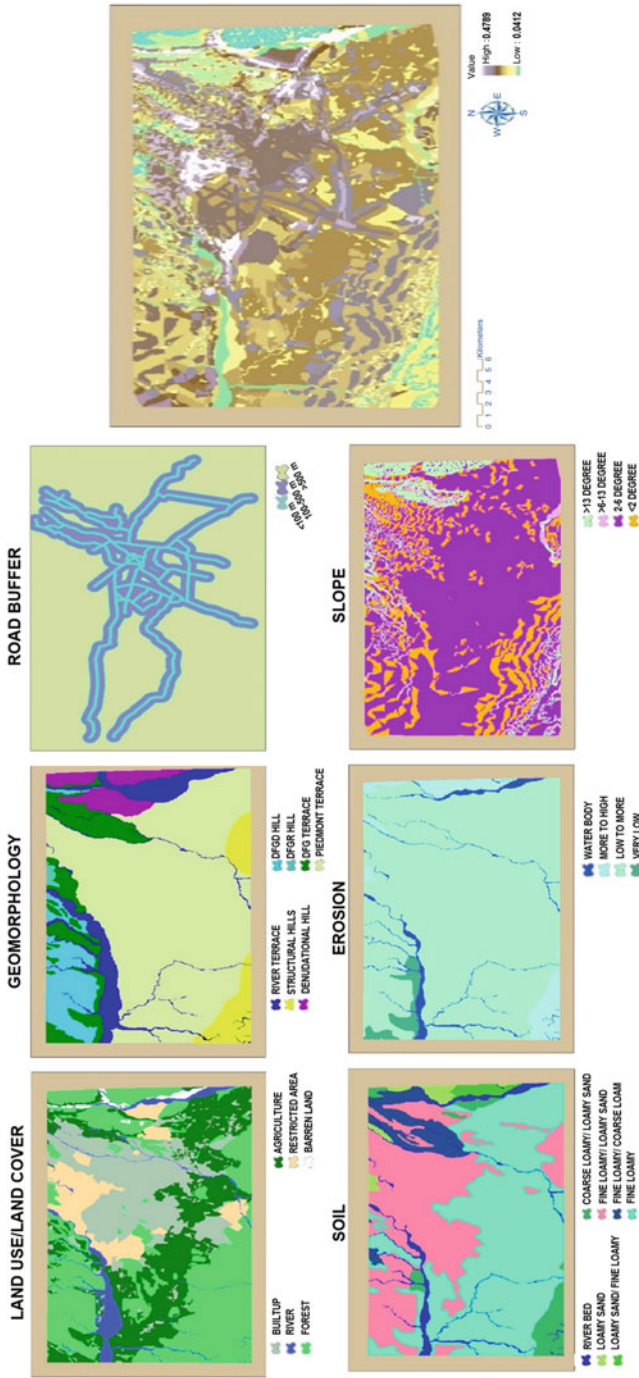 LAND USE/LAND COVER
BUILTUP
RIVER
FOREST
AGRICULTURE
RESTRICTED AREA
BARREN LAND
GEOMORPHOLOGY
RIVER TERRACE
STRUCTURAL HILLS
DENUDATIONAL HILL
DFGD HILL
DFGR HILL
DFG TERRACE
PIEDMONT TERRACE
ROAD BUFFER
<100 m
100-500 m
>500 m
SOIL
RIVER BED
LOAMY SAND
LOAMY SAND/ FINE LOAMY
COARSE LOAMY/ LOAMY SAND
FINE LOAMY/ LOAMY SAND
FINE LOAMY/ COARSE LOAM
FINE LOAMY
EROSION
WATER BODY
MORE TO HIGH
LOW TO MORE
VERY LOW
SLOPE
>13 DEGREE
>6-13 DEGREE
2-6 DEGREE
<2 DEGREE
0 1 2 3 4 5 6 Kilometers
N
W E
S
Value
High : 0.4789
Low : 0.0412